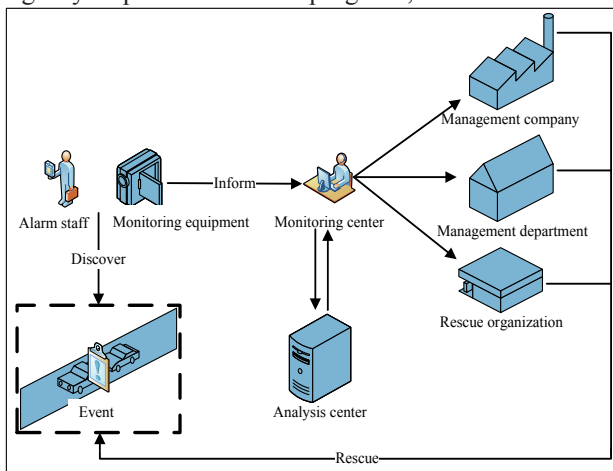 Management company
Inform
Alarm staff
Monitoring equipment
Monitoring center
Management department
Discover
Rescue organization
Event
Analysis center
Rescue